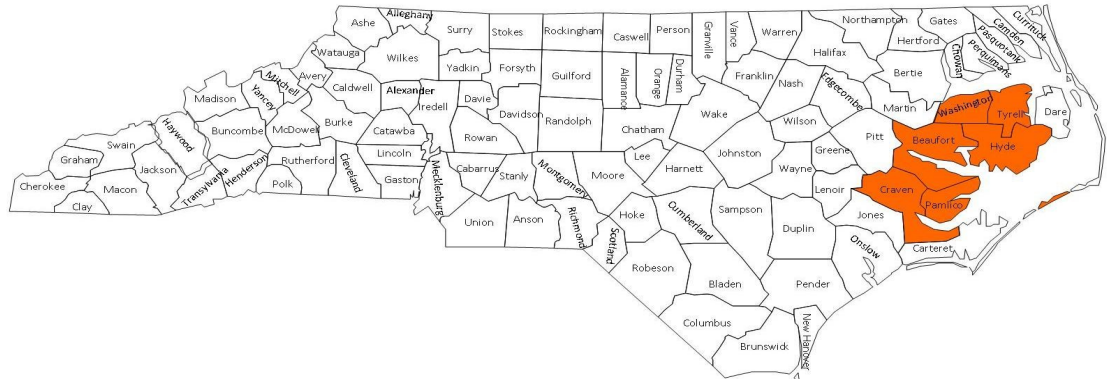 Ashe
Alleghany
Surry
Stokes
Rockingham
Caswell
Person
Granville
Vance
Warren
Northampton
Gates
Hertford
Halifax
Camden
Currituck
Pasquotank
Perquimans
Chowan
Bertie
Watauga
Wilkes
Yadkin
Forsyth
Guilford
Alamance
Orange
Durham
Franklin
Nash
Edgecombe
Martin
Washington
Tyrell
Dare
Mitchell
Avery
Yancey
Caldwell
Alexander
Iredell
Davie
Davidson
Randolph
Chatham
Wake
Wilson
Pitt
Beaufort
Hyde
Madison
Haywood
Buncombe
McDowell
Burke
Catawba
Rowan
Lincoln
Lee
Harnett
Johnston
Greene
Wayne
Lenoir
Craven
Pamlico
Swain
Graham
Jackson
Cherokee
Macon
Clay
Transylvania
Henderson
Rutherford
Polk
Cleveland
Gaston
Mecklenburg
Cabarrus
Stanly
Montgomery
Moore
Union
Anson
Richmond
Scotland
Hoke
Cumberland
Sampson
Duplin
Jones
Onslow
Carteret
Robeson
Bladen
Pender
Columbus
Brunswick
New Hanover